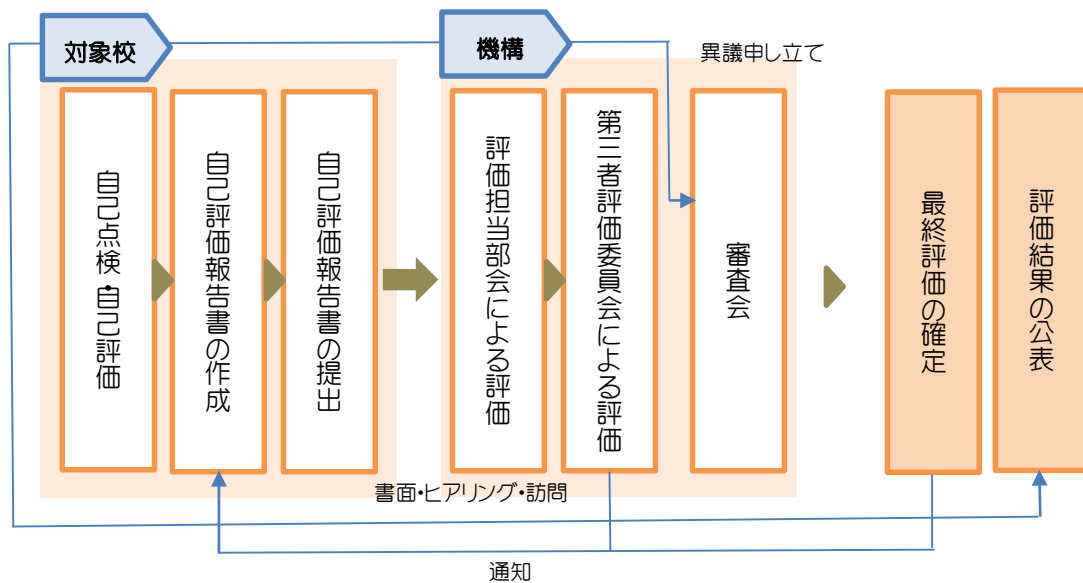 対象校
機構
異議申し立て
自己点検・自己評価
自己評価報告書の作成
自己評価報告書の提出
評価担当部会による評価
第三者評価委員会による評価
審査会
最終評価の確定
評価結果の公表
書面・ヒアリング・訪問
通知